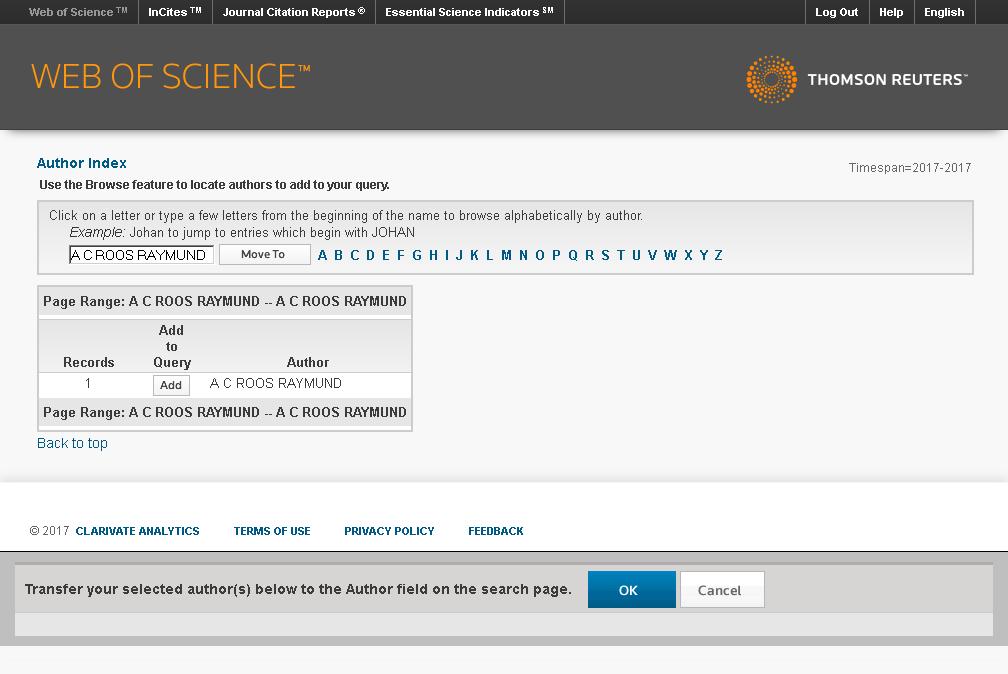 Web of Science ™ InCites ™ Journal Citation Reports ® Essential Science Indicators ℠ Log Out Help English
WEB OF SCIENCE™
THOMSON REUTERS™
Author Index
Timespan=2017-2017
Use the Browse feature to locate authors to add to your query.
Click on a letter or type a few letters from the beginning of the name to browse alphabetically by author.
Example: Johan to jump to entries which begin with JOHAN
A C ROOS RAYMUND Move To A B C D E F G H I J K L M N O P Q R S T U V W X Y Z
Page Range: A C ROOS RAYMUND -- A C ROOS RAYMUND
Add
to
Records Query Author
1 Add A C ROOS RAYMUND
Page Range: A C ROOS RAYMUND -- A C ROOS RAYMUND
Back to top
© 2017 CLARIVATE ANALYTICS TERMS OF USE PRIVACY POLICY FEEDBACK
Transfer your selected author(s) below to the Author field on the search page. OK Cancel